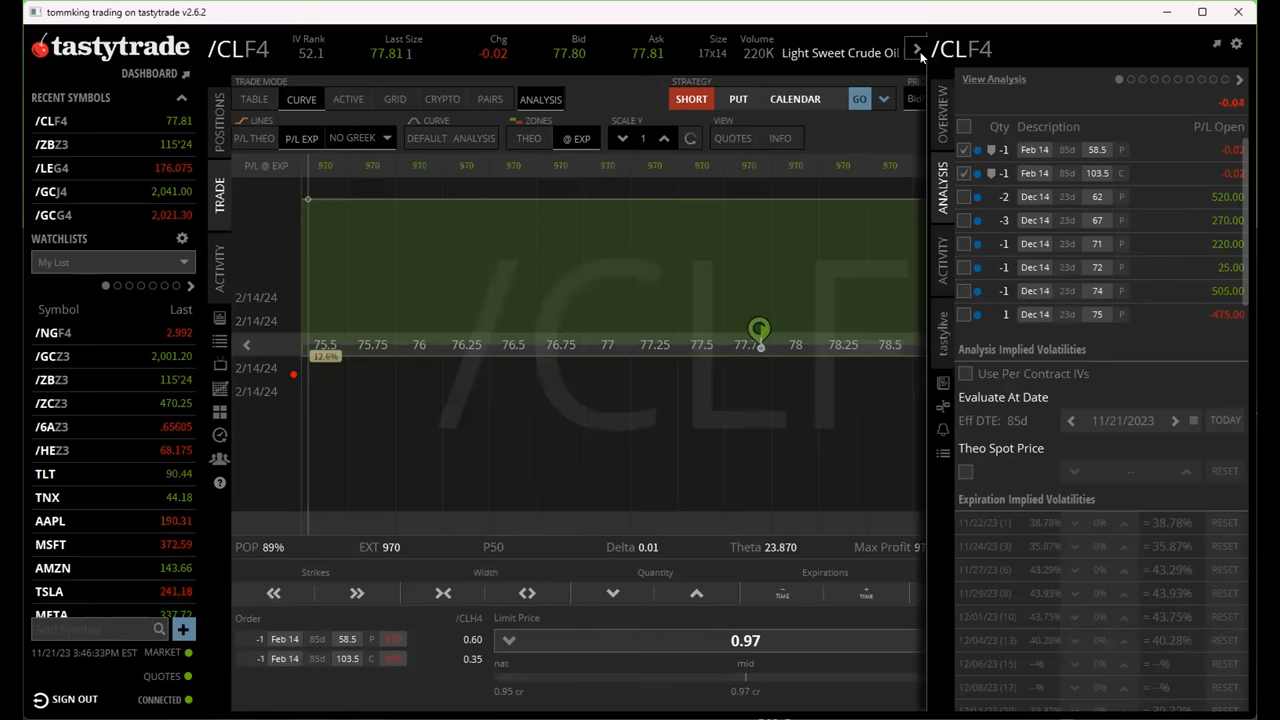 tommking trading on tastytrade v2.6.2
tastytrade
DASHBOARD
RECENT SYMBOLS
/CLF4 77.81
/ZBZ3 115'24
/LEG4 176.075
/GCJ4 2,041.00
/GCG4 2,021.30
WATCHLISTS
My List
Symbol Last
/NGF4 2.992
/GCZ3 2,001.20
/ZBZ3 115'24
/ZCZ3 470.25
/6AZ3 .65605
/HEZ3 68.175
TLT 90.44
TNX 44.18
AAPL 190.31
MSFT 372.59
AMZN 143.66
TSLA 241.18
META 337.72
Add Symbol
11/21/23 3:46:33PM EST MARKET
QUOTES
SIGN OUT CONNECTED
POSITIONS
TRADE
ACTIVITY
/CLF4
IV Rank Last Size Chg Bid Ask Size Volume
52.1 77.81 1 -0.02 77.80 77.81 17x14 220K Light Sweet Crude Oil
TRADE MODE STRATEGY
TABLE CURVE ACTIVE GRID CRYPTO PAIRS ANALYSIS SHORT PUT CALENDAR GO Bid
LINES CURVE ZONES SCALE Y VIEW
P/L THEO P/L EXP NO GREEK DEFAULT ANALYSIS THEO @ EXP 1 QUOTES INFO
P/L @ EXP 970 970 970 970 970 970 970 970 970 970 970 970 970
/CLF
2/14/24
2/14/24
75.5 75.75 76 76.25 76.5 76.75 77 77.25 77.5 77.7 78 78.25 78.5
12.6%
2/14/24
2/14/24
POP 89% EXT 970 P50 Delta 0.01 Theta 23.870 Max Profit 97
Strikes Width Quantity Expirations
TIME TIME
Order /CLH4 Limit Price
-1 Feb 14 85d 58.5 P 0.60 0.97
-1 Feb 14 85d 103.5 C 0.35
nat mid
0.95 cr 0.97 cr
/CLF4
OVERVIEW
ANALYSIS
ACTIVITY
tastylive
View Analysis
-0.04
Qty Description P/L Open
-1 Feb 14 85d 58.5 P -0.02
-1 Feb 14 85d 103.5 C -0.02
-2 Dec 14 23d 62 P 520.00
-3 Dec 14 23d 67 P 270.00
-1 Dec 14 23d 71 P 220.00
-1 Dec 14 23d 72 P 25.00
-1 Dec 14 23d 74 P 505.00
1 Dec 14 23d 75 P -475.00
Analysis Implied Volatilities
Use Per Contract IVs
Evaluate At Date
Eff DTE: 85d 11/21/2023 TODAY
Theo Spot Price
-- RESET
Expiration Implied Volatilities
11/22/23 (1) 38.78% 0% = 38.78% RESET
11/24/23 (3) 35.87% 0% = 35.87% RESET
11/27/23 (6) 43.29% 0% = 43.29% RESET
11/29/23 (8) 43.93% 0% = 43.93% RESET
12/01/23 (10) 43.75% 0% = 43.75% RESET
12/04/23 (13) 40.28% 0% = 40.28% RESET
12/06/23 (15) --% 0% = --% RESET
12/08/23 (17) --% 0% = --% RESET